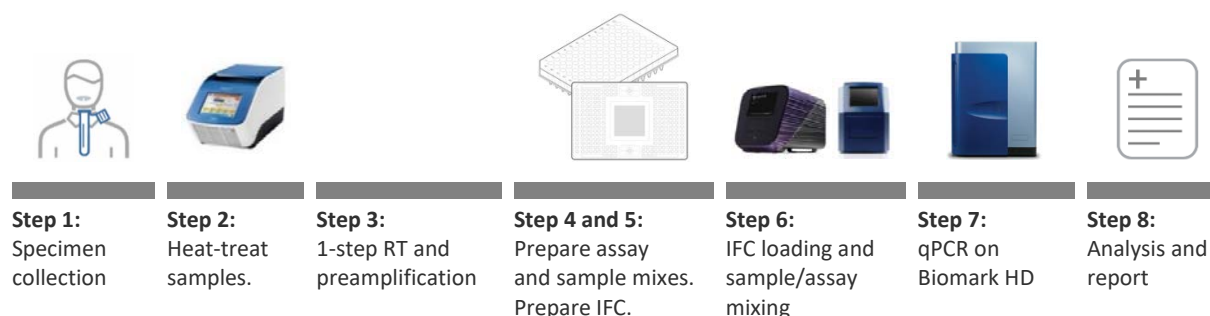 Step 1:
Specimen
collection
Step 2:
Heat-treat
samples.
Step 3:
1-step RT and
preamplification
Step 4 and 5:
Prepare assay
and sample mixes.
Prepare IFC.
Step 6:
IFC loading and
sample/assay
mixing
Step 7:
qPCR on
Biomark HD
Step 8:
Analysis and
report